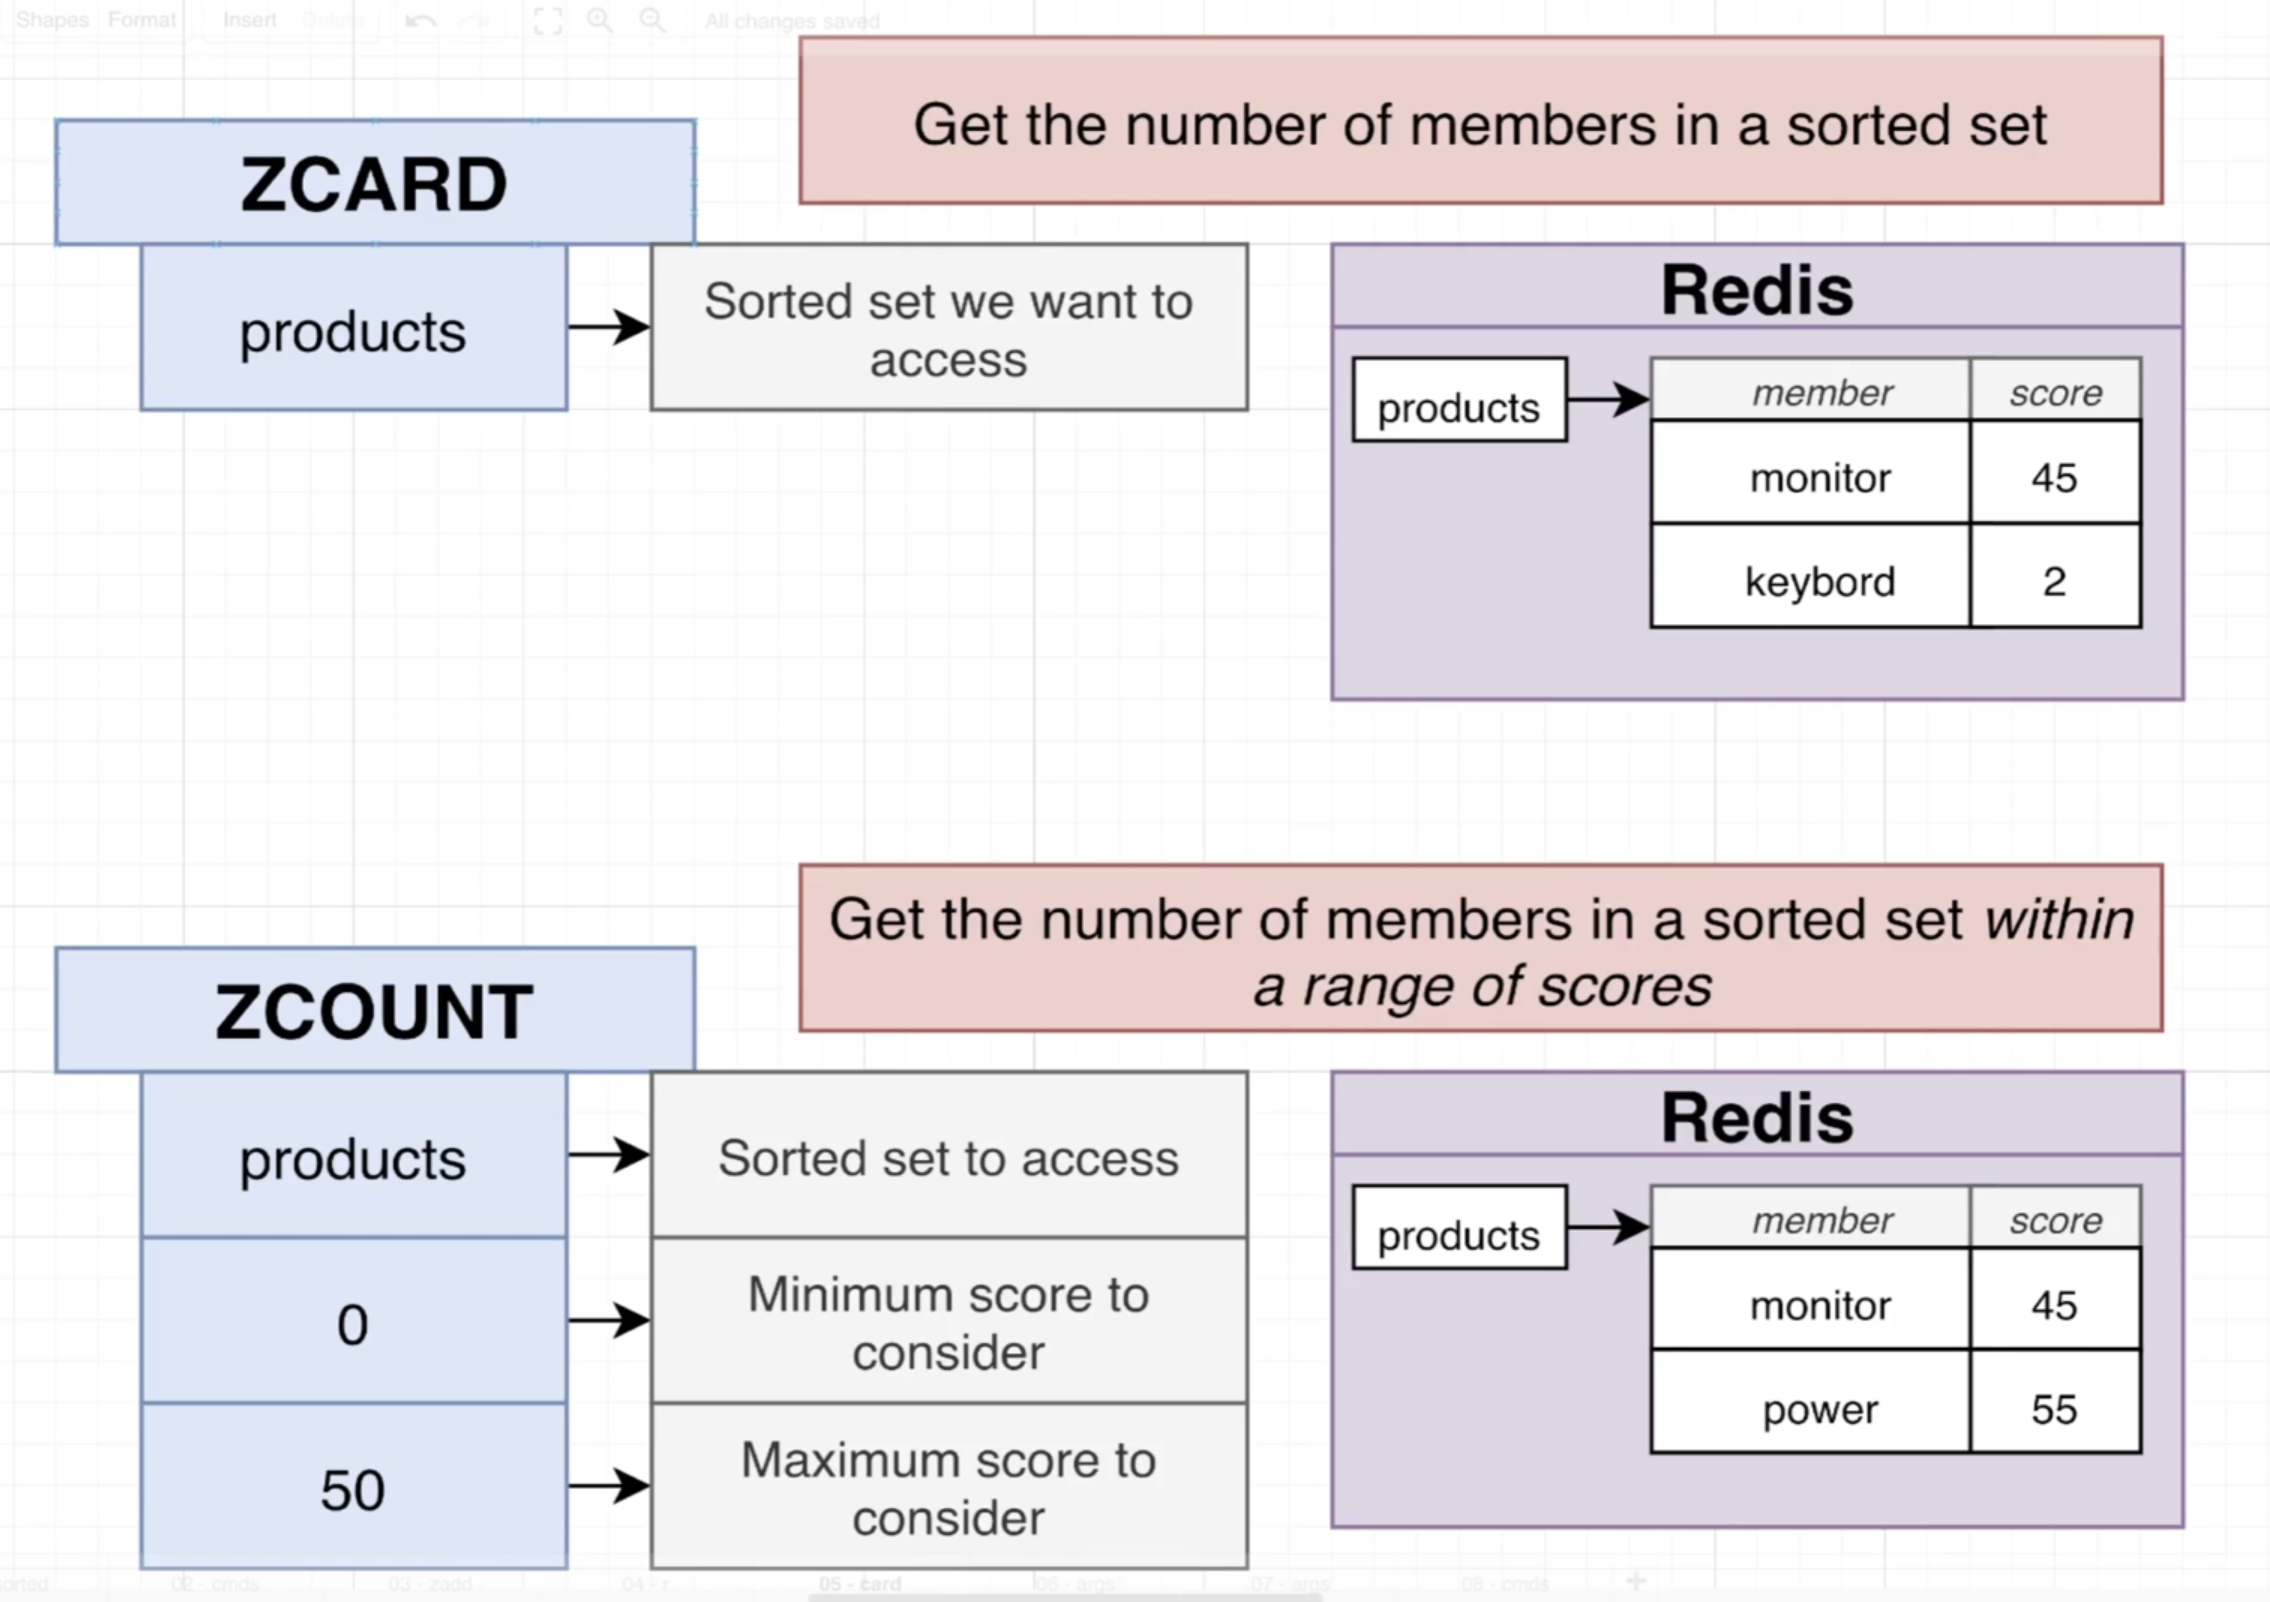 Shapes Format Insert Delete All changes saved
Get the number of members in a sorted set
ZCARD
products
Sorted set we want to
access
Redis
products
member score
monitor 45
keybord 2
Get the number of members in a sorted set within
a range of scores
ZCOUNT
products
Sorted set to access
0
Minimum score to
consider
50
Maximum score to
consider
Redis
products
member score
monitor 45
power 55
02 - cmds 03 - zadd 04 - r 05 - card 06 - args 07 - args 08 - cmds